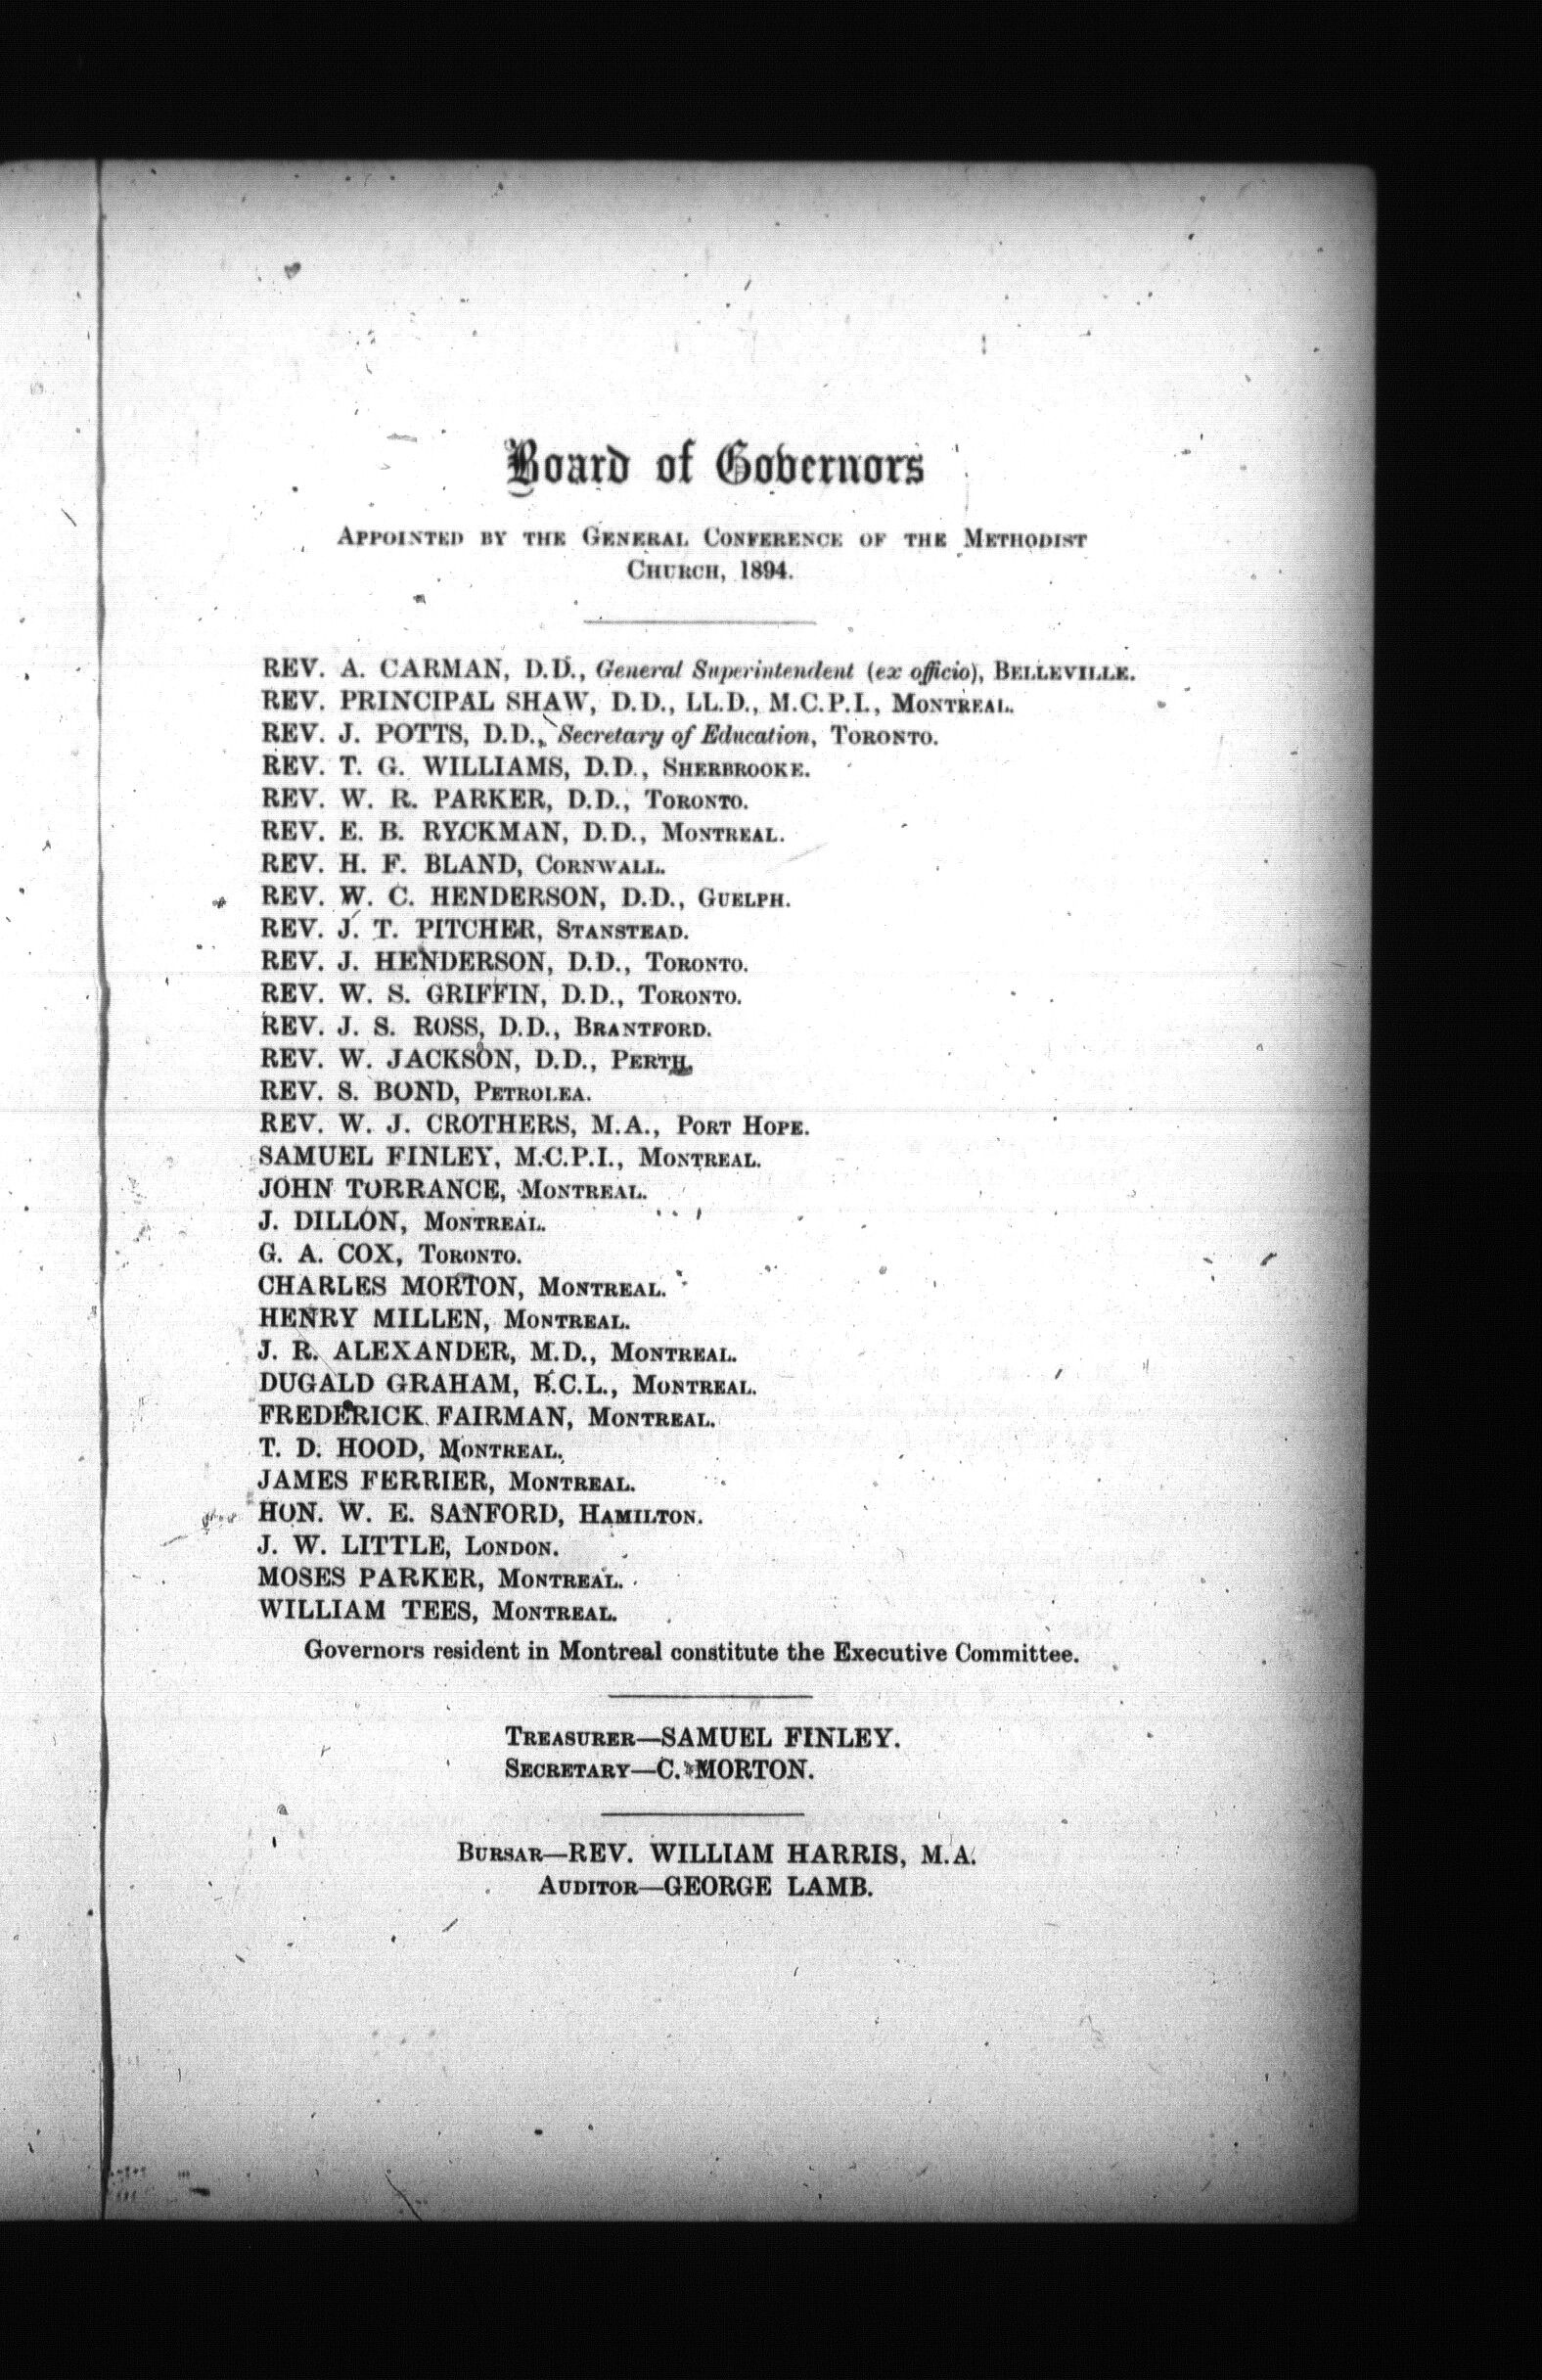 Board of Governors
APPOINTED BY THE GENERAL CONFERENCE OF THE METHODIST
CHURCH, 1894.
REV. A. CARMAN, D.D., General Superintendent (ex officio), BELLEVILLE.
REV. PRINCIPAL SHAW, D.D., LL.D., M.C.P.I., MONTREAL.
REV. J. POTTS, D.D., Secretary of Education, TORONTO.
REV. T. G. WILLIAMS, D.D., SHERBROOKE.
REV. W. R. PARKER, D.D., TORONTO.
REV. E. B. RYCKMAN, D.D., MONTREAL.
REV. H. F. BLAND, CORNWALL.
REV. W. C. HENDERSON, D.D., GUELPH.
REV. J. T. PITCHER, STANSTEAD.
REV. J. HENDERSON, D.D., TORONTO.
REV. W. S. GRIFFIN, D.D., TORONTO.
REV. J. S. ROSS, D.D., BRANTFORD.
REV. W. JACKSON, D.D., PERTH.
REV. S. BOND, PETROLEA.
REV. W. J. CROTHERS, M.A., PORT HOPE.
SAMUEL FINLEY, M.C.P.I., MONTREAL.
JOHN TORRANCE, MONTREAL.
J. DILLON, MONTREAL.
G. A. COX, TORONTO.
CHARLES MORTON, MONTREAL.
HENRY MILLEN, MONTREAL.
J. R. ALEXANDER, M.D., MONTREAL.
DUGALD GRAHAM, B.C.L., MONTREAL.
FREDERICK FAIRMAN, MONTREAL.
T. D. HOOD, MONTREAL.
JAMES FERRIER, MONTREAL.
HON. W. E. SANFORD, HAMILTON.
J. W. LITTLE, LONDON.
MOSES PARKER, MONTREAL.
WILLIAM TEES, MONTREAL.
Governors resident in Montreal constitute the Executive Committee.
TREASURER—SAMUEL FINLEY.
SECRETARY—C. MORTON.
BURSAR—REV. WILLIAM HARRIS, M.A.
AUDITOR—GEORGE LAMB.